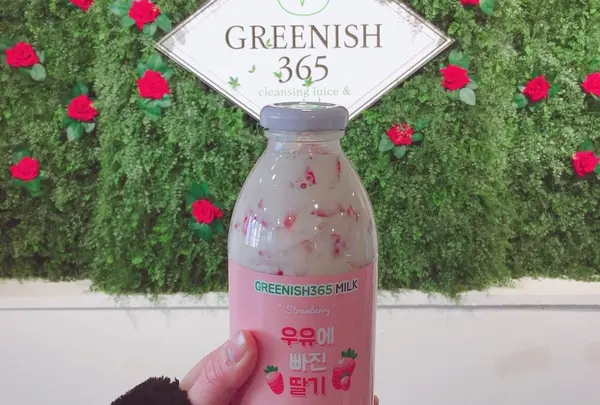 GREENISH
365
cleansing juice &
GREENISH365 MILK
" Strawberry "
우유에
빠진
딸기